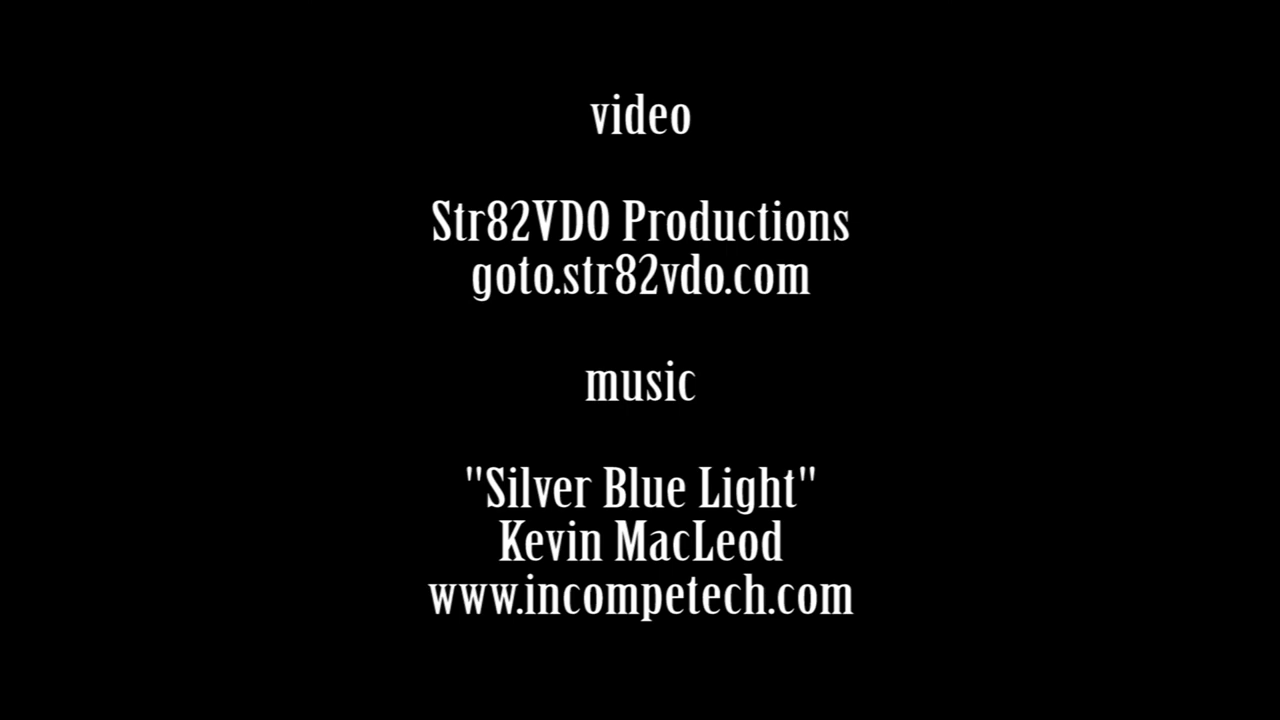 video
Str82VDO Productions
goto.str82vdo.com
music
"Silver Blue Light"
Kevin MacLeod
www.incompetech.com